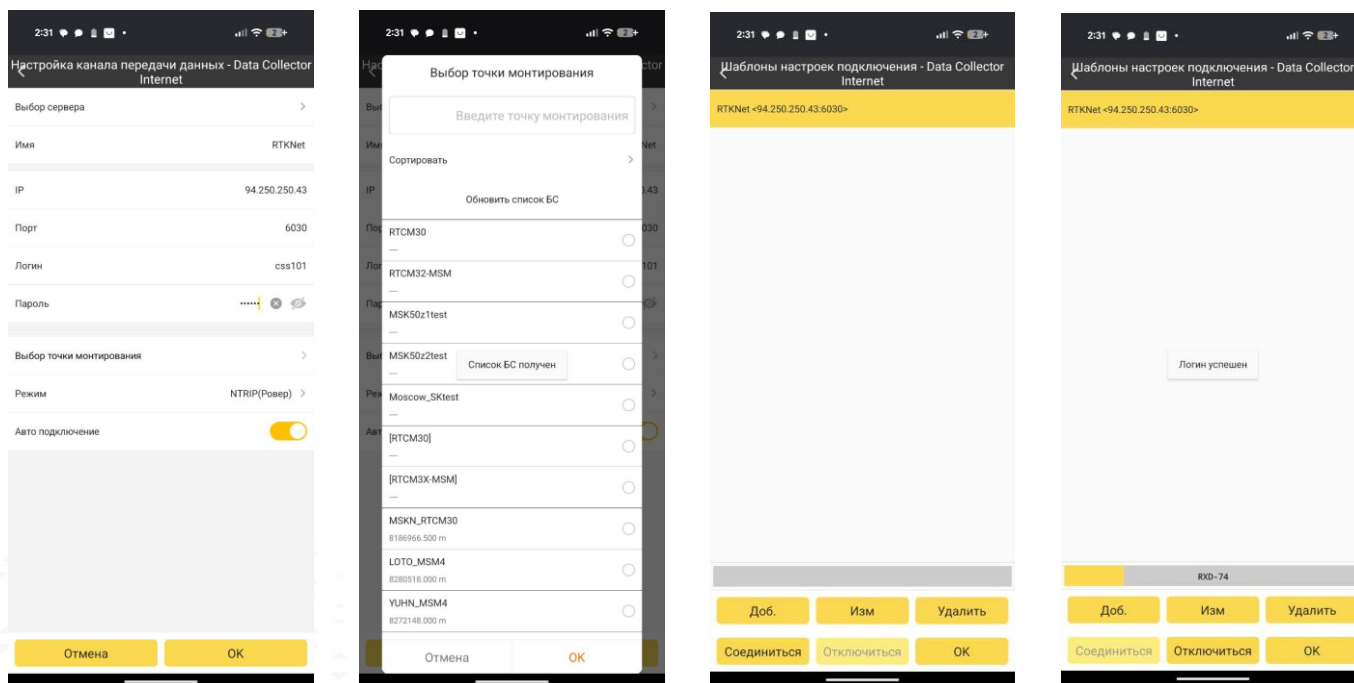 2:31
Настройка канала передачи данных - Data Collector
Internet
Выбор сервера
Имя RTKNet
IP 94.250.250.43
Порт 6030
Логин css101
Пароль ••••••
Выбор точки монтирования
Режим NTRIP(Ровер)
Авто подключение
Отмена OK
2:31
Выбор точки монтирования
Введите точку монтирования
Сортировать
Обновить список БС
RTCM30
---
RTCM32-MSM
---
MSK50z1test
---
MSK50z2test
---
Список БС получен
Moscow_SKtest
---
[RTCM30]
---
[RTCM3X-MSM]
---
MSKN_RTCM30
8186966.500 m
LOTO_MSM4
8280518.000 m
YUHN_MSM4
8272148.000 m
Отмена OK
2:31
Шаблоны настроек подключения - Data Collector
Internet
RTKNet <94.250.250.43:6030>
Доб. Изм Удалить
Соединиться Отключиться OK
2:31
Шаблоны настроек подключения - Data Collector
Internet
RTKNet <94.250.250.43:6030>
Логин успешен
RXD-74
Доб. Изм Удалить
Соединиться Отключиться OK